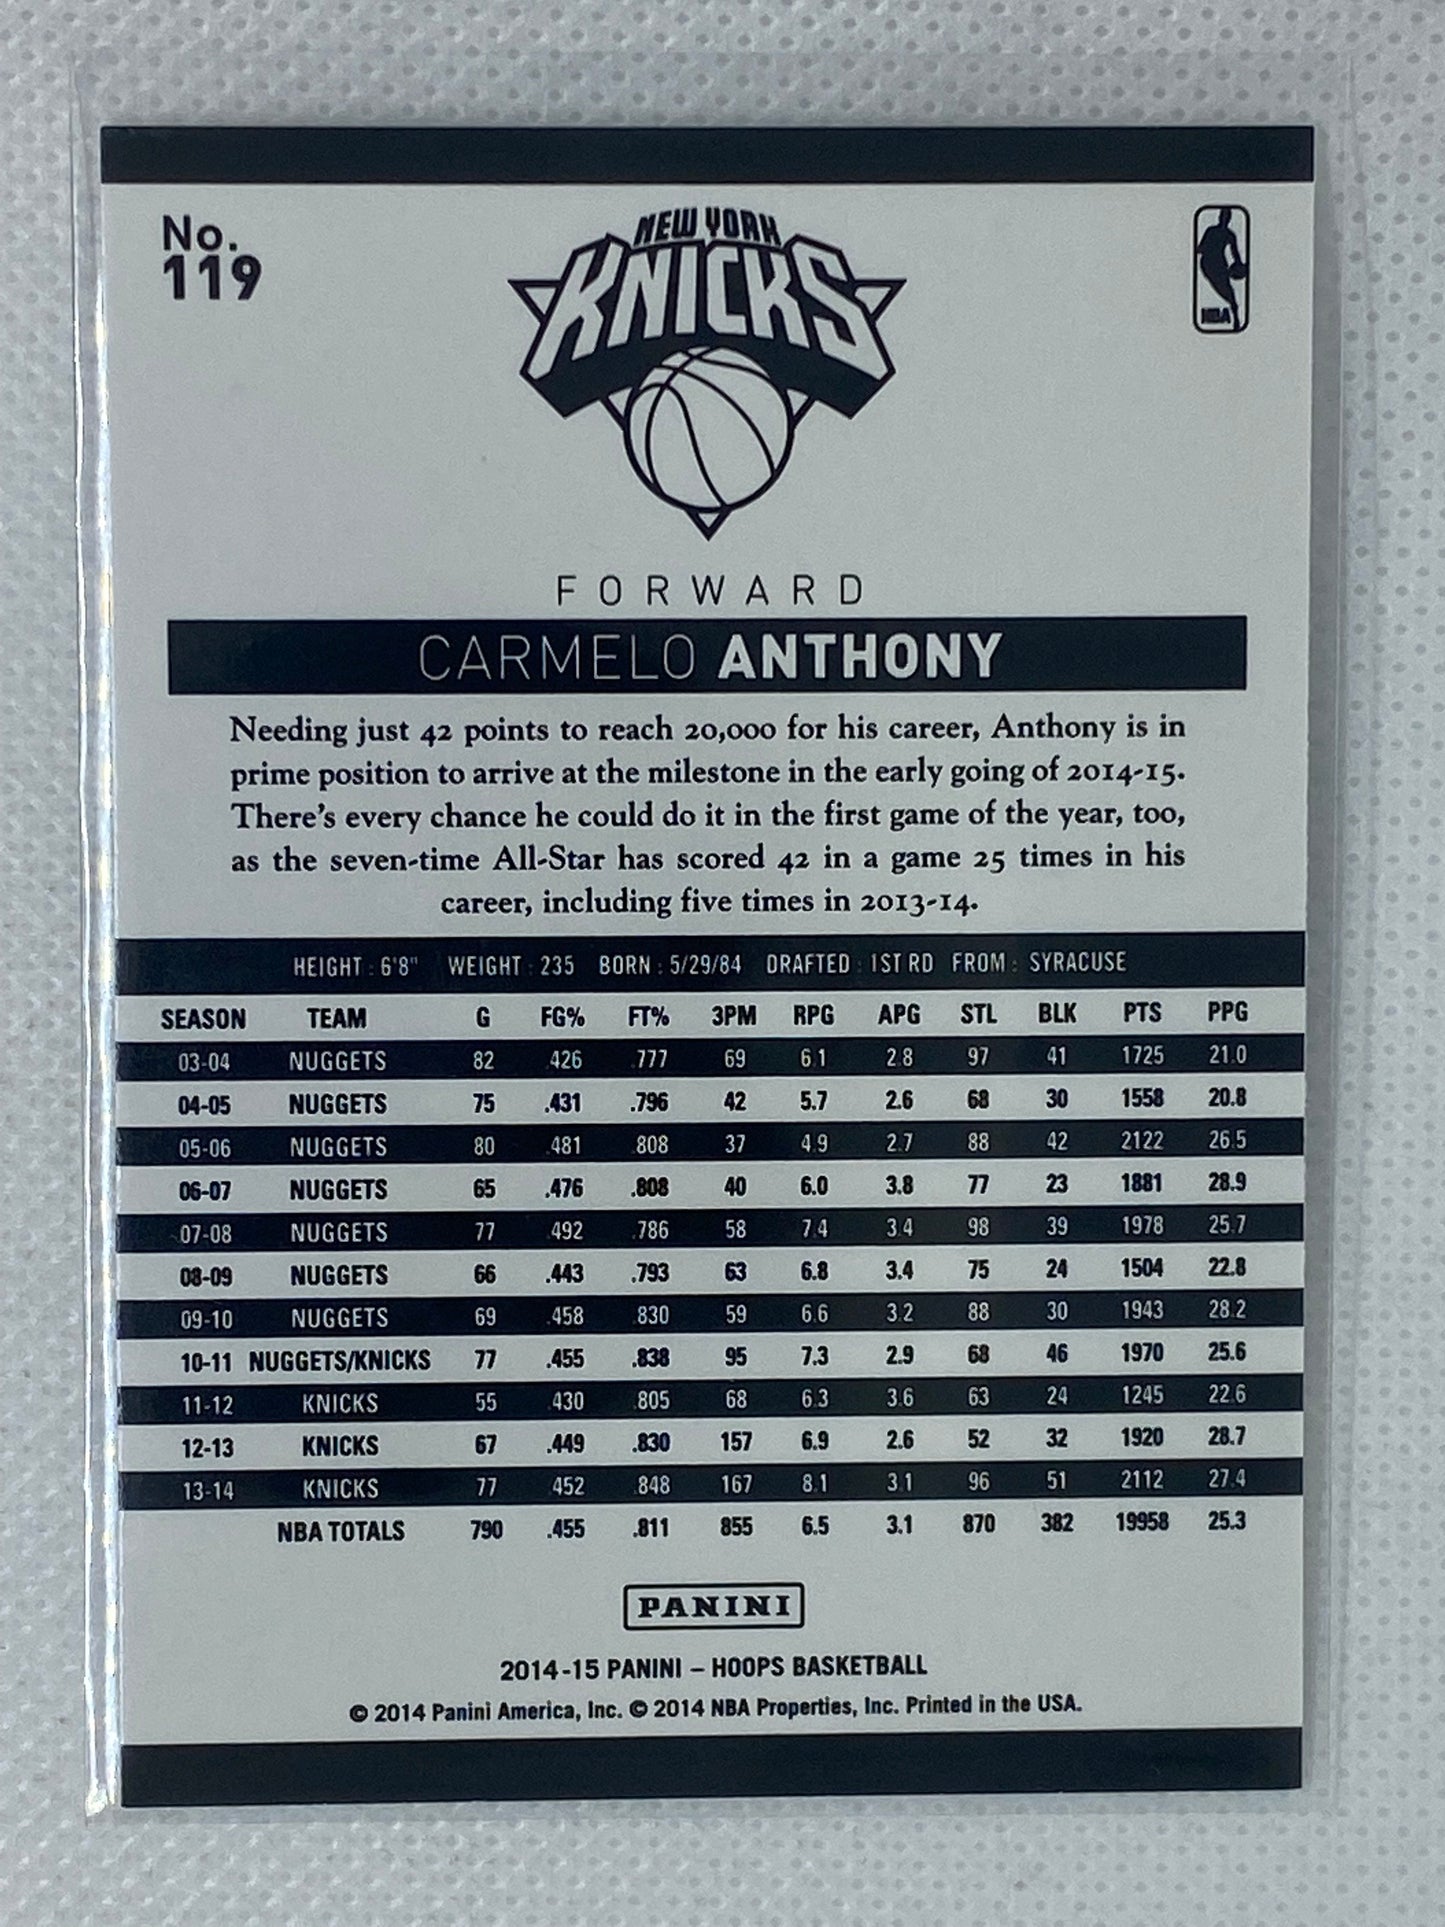 No.
119
NEW YORK
KNICKS
NBA
FORWARD
CARMELO ANTHONY
Needing just 42 points to reach 20,000 for his career, Anthony is in
prime position to arrive at the milestone in the early going of 2014-15.
There's every chance he could do it in the first game of the year, too,
as the seven-time All-Star has scored 42 in a game 25 times in his
career, including five times in 2013-14.
HEIGHT : 6'8" WEIGHT : 235 BORN : 5/29/84 DRAFTED : 1ST RD FROM : SYRACUSE
SEASON TEAM G FG% FT% 3PM RPG APG STL BLK PTS PPG
03-04 NUGGETS 82 .426 .777 69 6.1 2.8 97 41 1725 21.0
04-05 NUGGETS 75 .431 .796 42 5.7 2.6 68 30 1558 20.8
05-06 NUGGETS 80 .481 .808 37 4.9 2.7 88 42 2122 26.5
06-07 NUGGETS 65 .476 .808 40 6.0 3.8 77 23 1881 28.9
07-08 NUGGETS 77 .492 .786 58 7.4 3.4 98 39 1978 25.7
08-09 NUGGETS 66 .443 .793 63 6.8 3.4 75 24 1504 22.8
09-10 NUGGETS 69 .458 .830 59 6.6 3.2 88 30 1943 28.2
10-11 NUGGETS/KNICKS 77 .455 .838 95 7.3 2.9 68 46 1970 25.6
11-12 KNICKS 55 .430 .805 68 6.3 3.6 63 24 1245 22.6
12-13 KNICKS 67 .449 .830 157 6.9 2.6 52 32 1920 28.7
13-14 KNICKS 77 .452 .848 167 8.1 3.1 96 51 2112 27.4
NBA TOTALS 790 .455 .811 855 6.5 3.1 870 382 19958 25.3
PANINI
2014-15 PANINI – HOOPS BASKETBALL
© 2014 Panini America, Inc. © 2014 NBA Properties, Inc. Printed in the USA.